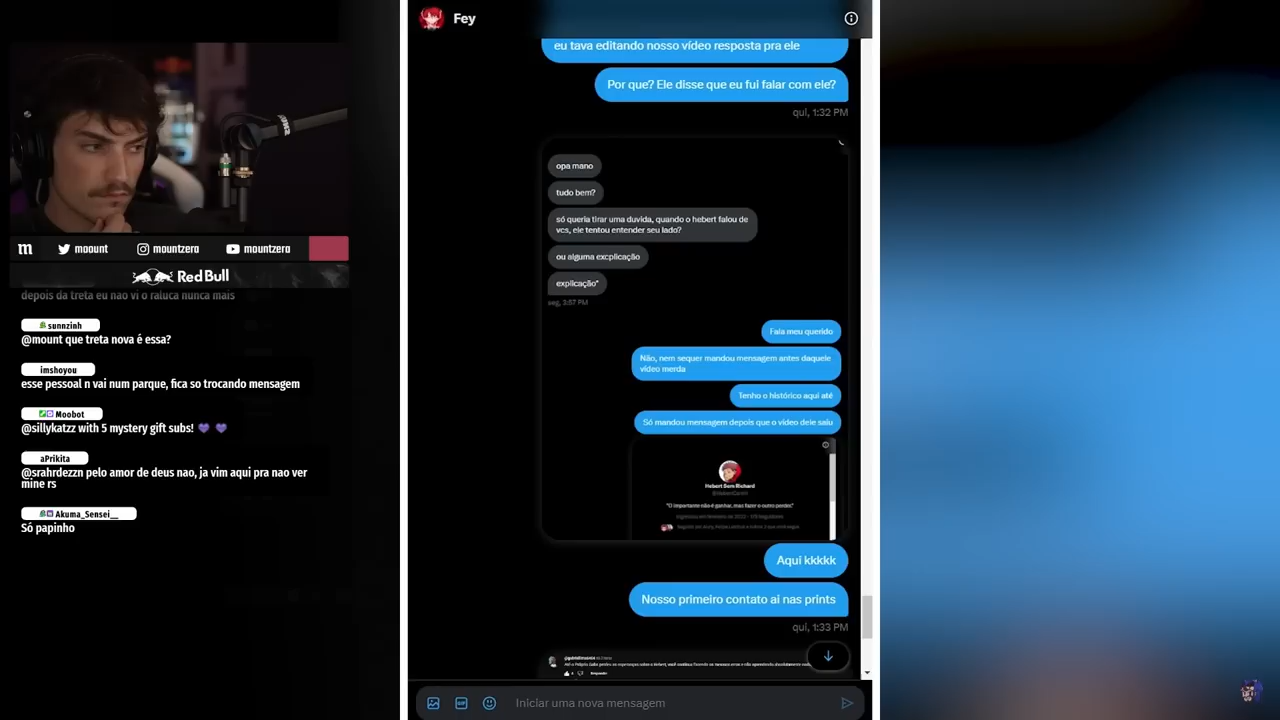 Fey
eu tava editando nosso vídeo resposta pra ele
Por que? Ele disse que eu fui falar com ele?
qui, 1:32 PM
opa mano
tudo bem?
só queria tirar uma duvida, quando o hebert falou de
vcs, ele tentou entender seu lado?
ou alguma excplicação
explicação"
seg, 3:57 PM
Fala meu querido
Não, nem sequer mandou mensagem antes daquele
vídeo merda
Tenho o histórico aqui até
Só mandou mensagem depois que o vídeo dele saiu
Hebert Sem Richard
"O importante não é ganhar, mas fazer o outro perder."
Aqui kkkkk
Nosso primeiro contato ai nas prints
qui, 1:33 PM
Iniciar uma nova mensagem
m moount mountzera mountzera
Red Bull
depois da treta eu nao vi o raluca nunca mais
sunnzinh
@mount que treta nova é essa?
imshoyou
esse pessoal n vai num parque, fica so trocando mensagem
Moobot
@sillykatzz with 5 mystery gift subs!
aPrikita
@srahrdezzn pelo amor de deus nao, ja vim aqui pra nao ver
mine rs
Akuma_Sensei__
Só papinho